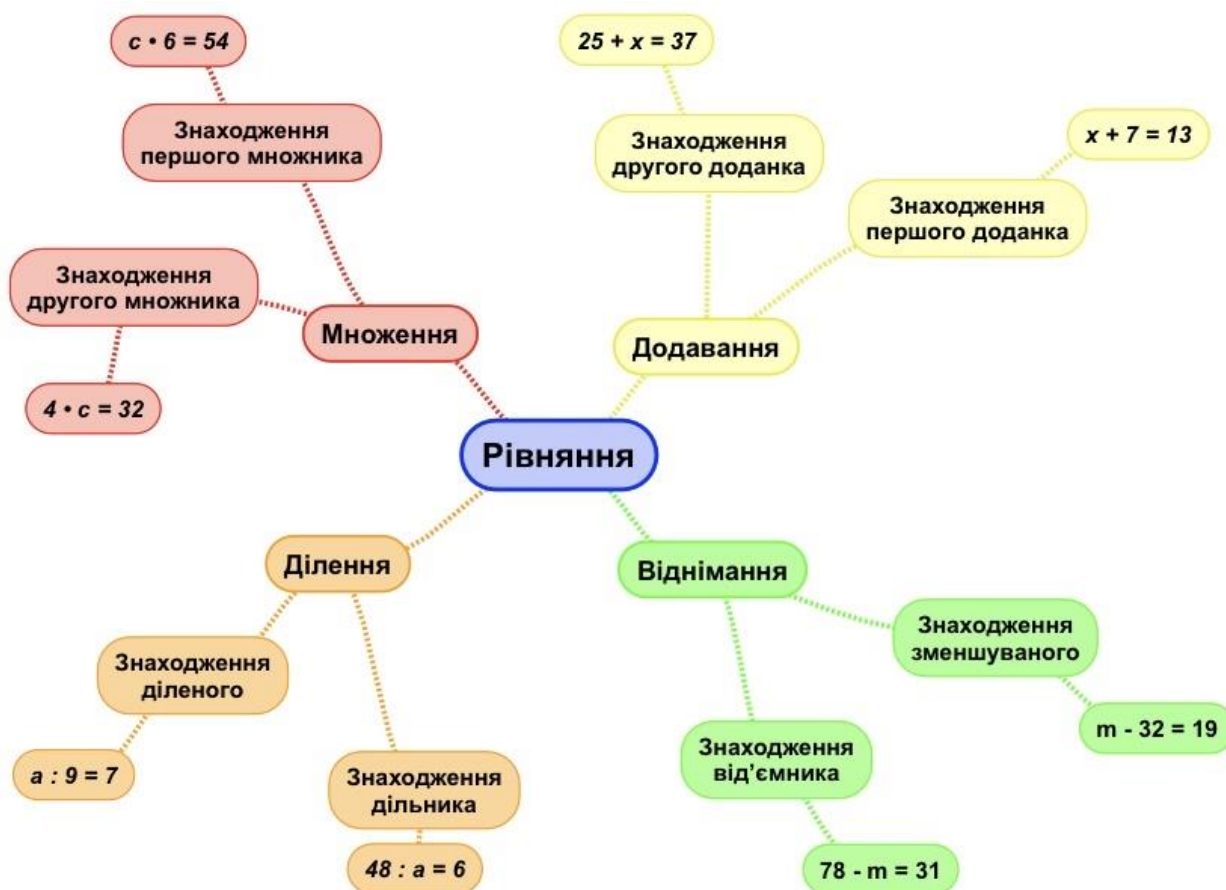 c • 6 = 54
Знаходження
першого множника
Знаходження
другого множника
4 • c = 32
Множення
25 + x = 37
Знаходження
другого доданка
x + 7 = 13
Знаходження
першого доданка
Додавання
Рівняння
Ділення
Знаходження
діленого
a : 9 = 7
Знаходження
дільника
48 : a = 6
Віднімання
Знаходження
зменшуваного
m - 32 = 19
Знаходження
від’ємника
78 - m = 31